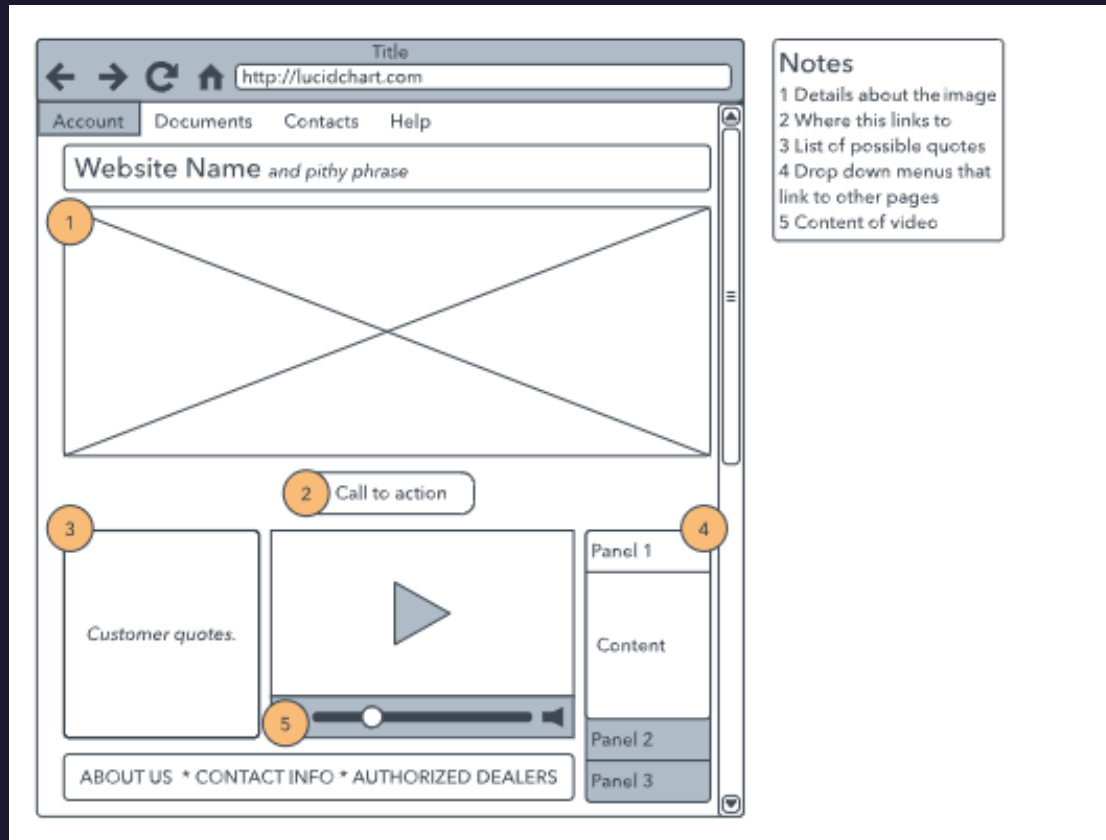 Title
http://lucidchart.com
Account Documents Contacts Help
Website Name and pithy phrase
1
2 Call to action
3
Customer quotes.
5
4
Panel 1
Content
Panel 2
Panel 3
ABOUT US * CONTACT INFO * AUTHORIZED DEALERS
Notes
1 Details about the image
2 Where this links to
3 List of possible quotes
4 Drop down menus that
link to other pages
5 Content of video